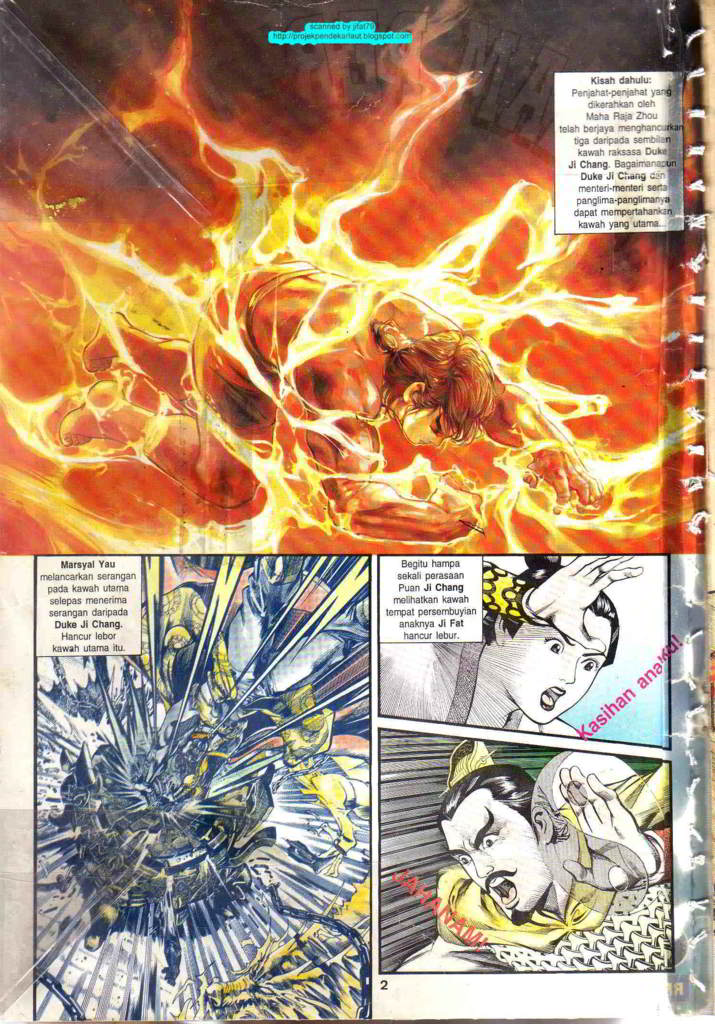 scanned by jifat79
http://projekpendekarlaut.blogspot.com
Kisah dahulu:
Penjahat-penjahat yang
dikerahkan oleh
Maha Raja Zhou
telah berjaya menghancurkan
tiga daripada sembilan
kawah raksasa Duke
Ji Chang. Bagaimanapun
Duke Ji Chang dan
menteri-menteri serta
panglima-panglimanya
dapat mempertahankan
kawah yang utama...
Marsyal Yau
melancarkan serangan
pada kawah utama
selepas menerima
serangan daripada
Duke Ji Chang.
Hancur lebor
kawah utama itu.
Begitu hampa
sekali perasaan
Puan Ji Chang
melihatkan kawah
tempat persembuyian
anaknya Ji Fat
hancur lebur.
Kasihan anakku!
JAHANAM!
2